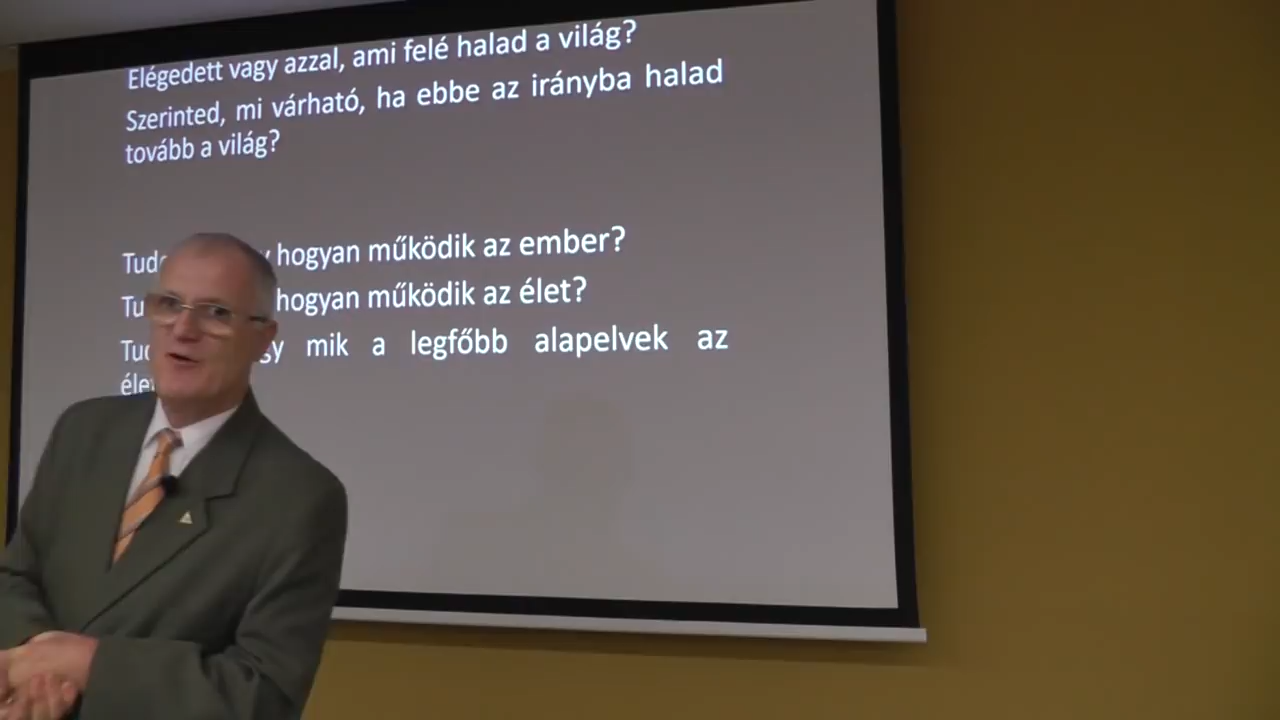 Elégedett vagy azzal, ami felé halad a világ?
Szerinted, mi várható, ha ebbe az irányba halad
tovább a világ?
hogyan működik az ember?
hogyan működik az élet?
mik a legfőbb alapelvek az